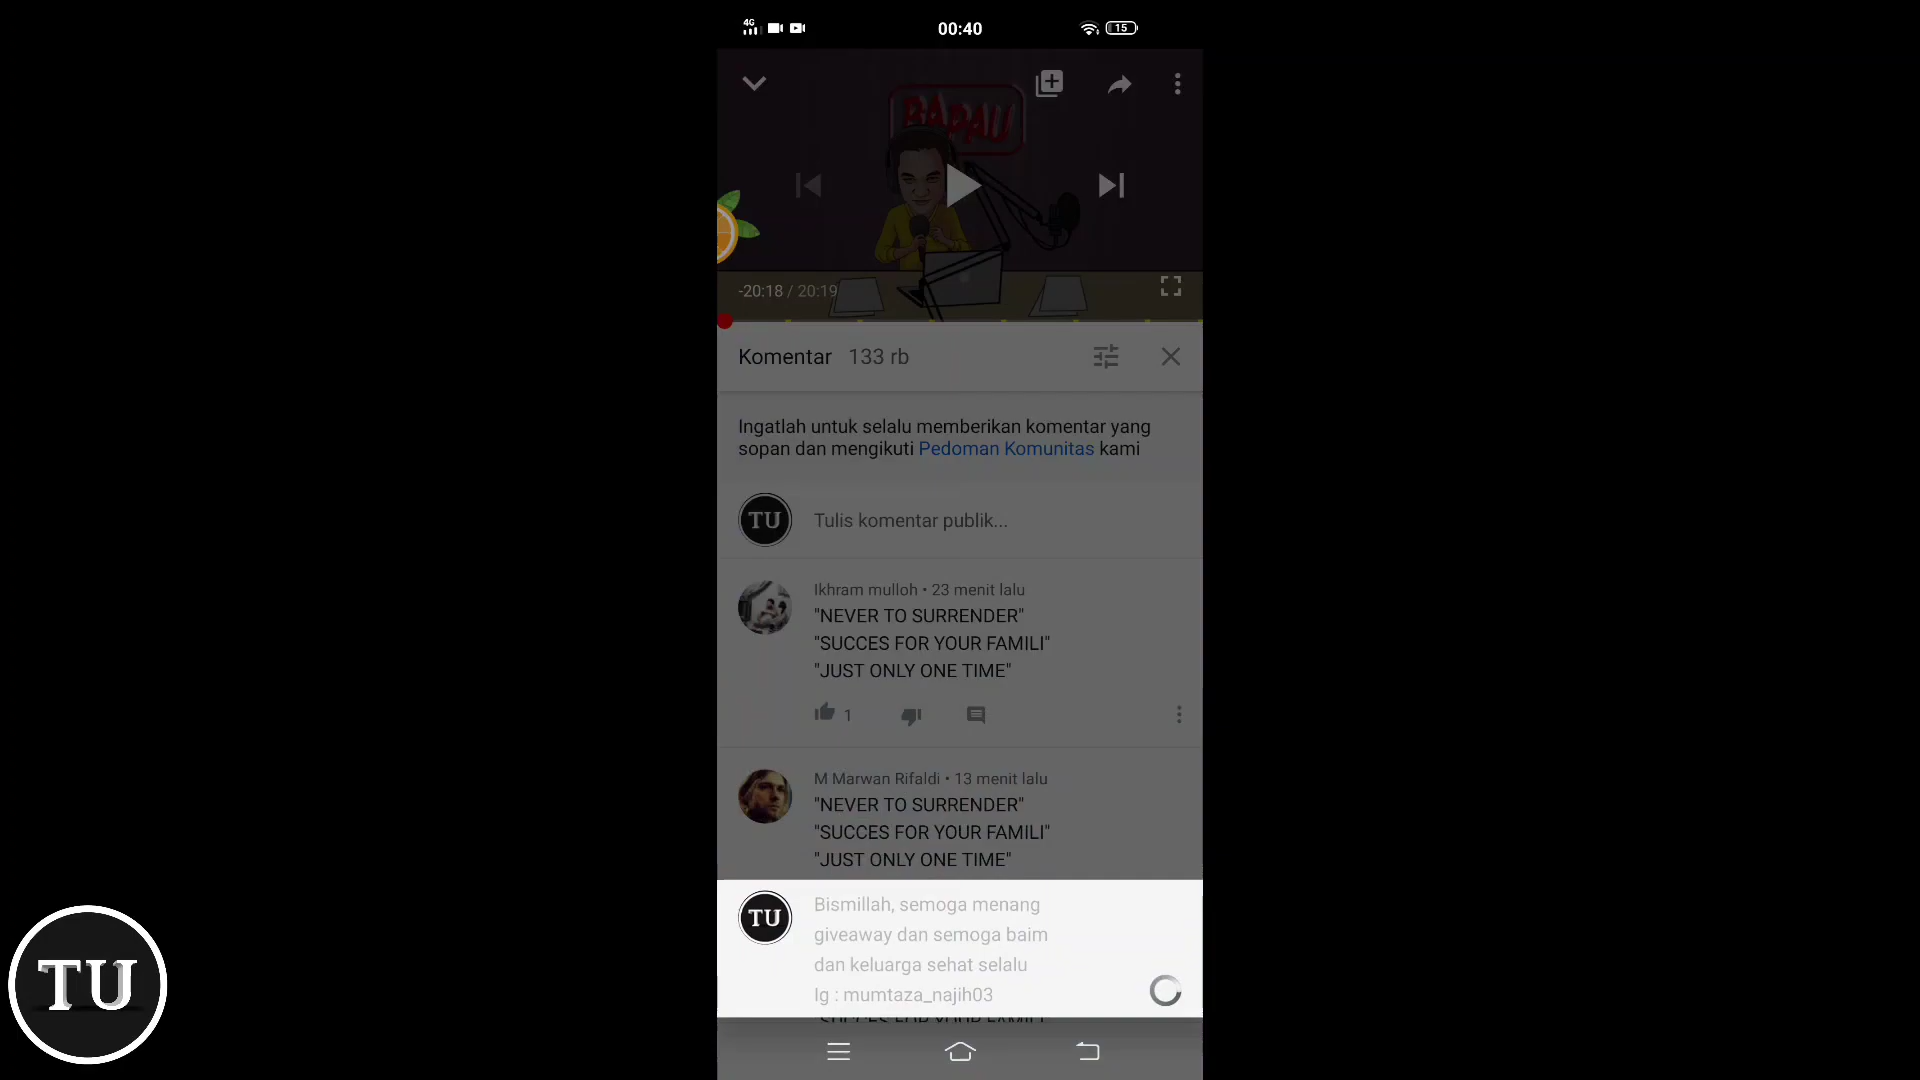 4G 00:40 15
BAPAU
-20:18 / 20:19
Komentar 133 rb
Ingatlah untuk selalu memberikan komentar yang
sopan dan mengikuti Pedoman Komunitas kami
TU Tulis komentar publik...
Ikhram mulloh • 23 menit lalu
"NEVER TO SURRENDER"
"SUCCES FOR YOUR FAMILI"
"JUST ONLY ONE TIME"
1
M Marwan Rifaldi • 13 menit lalu
"NEVER TO SURRENDER"
"SUCCES FOR YOUR FAMILI"
"JUST ONLY ONE TIME"
TU Bismillah, semoga menang
giveaway dan semoga baim
dan keluarga sehat selalu
Ig : mumtaza_najih03
TU